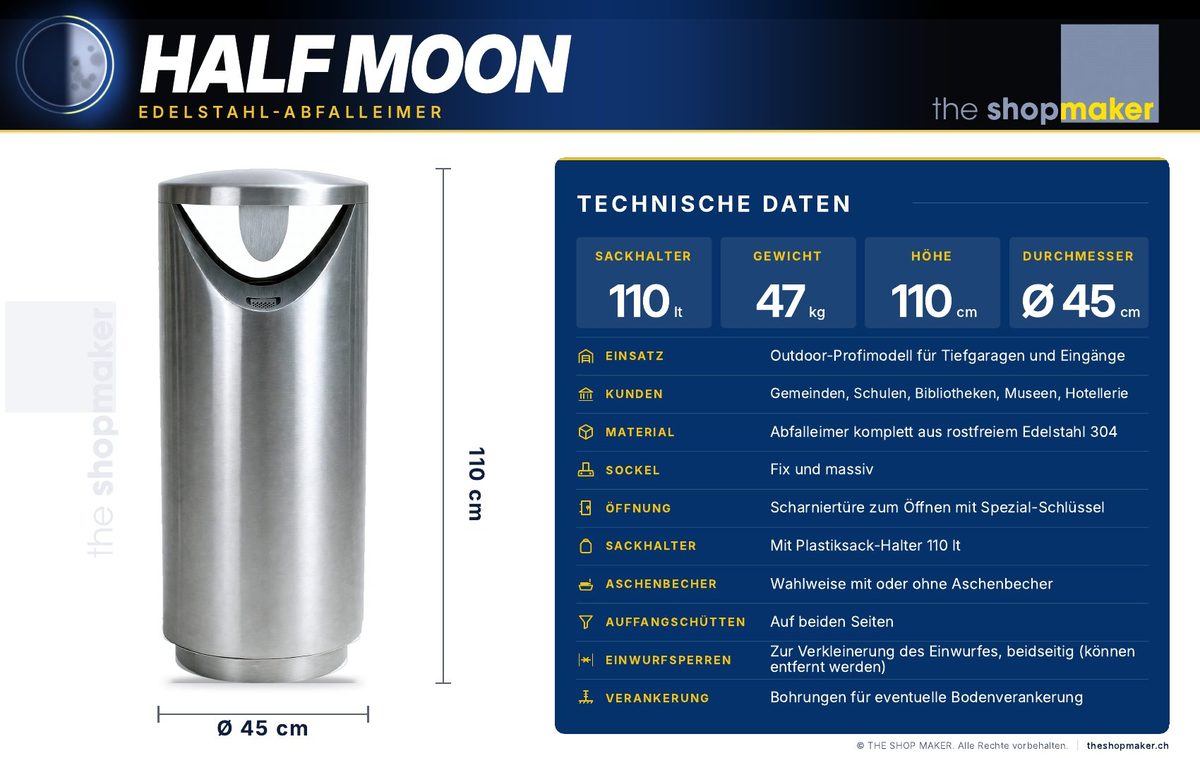 HALF MOON
EDELSTAHL-ABFALLEIMER
the shopmaker
the shopmaker
110 cm
Ø 45 cm
TECHNISCHE DATEN
SACKHALTER
110 lt
GEWICHT
47 kg
HÖHE
110 cm
DURCHMESSER
Ø 45 cm
EINSATZ Outdoor-Profimodell für Tiefgaragen und Eingänge
KUNDEN Gemeinden, Schulen, Bibliotheken, Museen, Hotellerie
MATERIAL Abfalleimer komplett aus rostfreiem Edelstahl 304
SOCKEL Fix und massiv
ÖFFNUNG Scharniertüre zum Öffnen mit Spezial-Schlüssel
SACKHALTER Mit Plastiksack-Halter 110 lt
ASCHENBECHER Wahlweise mit oder ohne Aschenbecher
AUFFANGSCHÜTTEN Auf beiden Seiten
EINWURFSPERREN Zur Verkleinerung des Einwurfes, beidseitig (können
entfernt werden)
VERANKERUNG Bohrungen für eventuelle Bodenverankerung
© THE SHOP MAKER. Alle Rechte vorbehalten. theshopmaker.ch